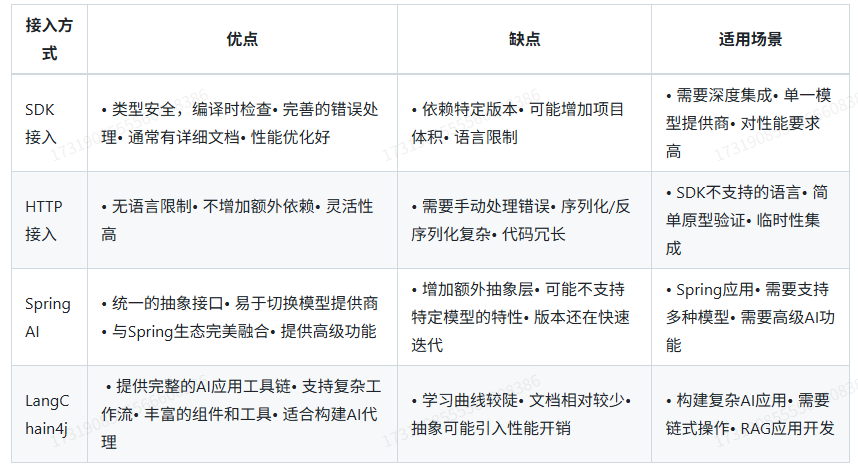 接入方
式
优点
缺点
适用场景
SDK
接入
• 类型安全，编译时检查• 完善的错误处
理• 通常有详细文档• 性能优化好
• 依赖特定版本• 可能增加项目
体积• 语言限制
• 需要深度集成• 单一模
型提供商• 对性能要求
高
HTTP
接入
• 无语言限制• 不增加额外依赖• 灵活性
高
• 需要手动处理错误• 序列化/反
序列化复杂• 代码冗长
• SDK不支持的语言• 简
单原型验证• 临时性集
成
Spring
AI
• 统一的抽象接口• 易于切换模型提供商
• 与Spring生态完美融合• 提供高级功能
• 增加额外抽象层• 可能不支持
特定模型的特性• 版本还在快速
迭代
• Spring应用• 需要支持
多种模型• 需要高级AI功
能
LangC
hain4j
• 提供完整的AI应用工具链• 支持复杂工
作流• 丰富的组件和工具• 适合构建AI代
理
• 学习曲线较陡• 文档相对较少•
抽象可能引入性能开销
• 构建复杂AI应用• 需要
链式操作• RAG应用开发